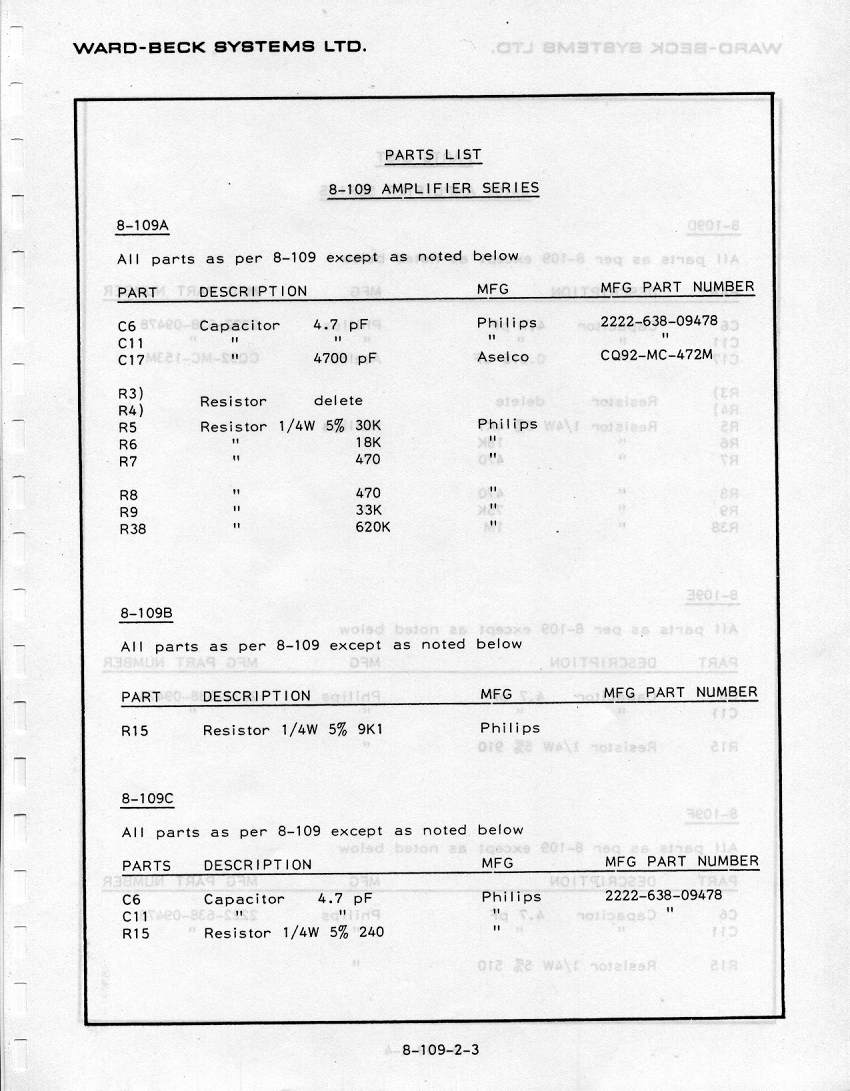 WARD-BECK SYSTEMS LTD.
PARTS LIST
8-109 AMPLIFIER SERIES
8-109A
All parts as per 8-109 except as noted below
PART DESCRIPTION MFG MFG PART NUMBER
C6 Capacitor 4.7 pF Philips 2222-638-09478
C11 " " " "
C17 " 4700 pF Aselco CQ92-MC-472M
R3)
R4) Resistor delete
R5 Resistor 1/4W 5% 30K Philips
R6 " 18K "
R7 " 470 "
R8 " 470 "
R9 " 33K "
R38 " 620K "
8-109B
All parts as per 8-109 except as noted below
PART DESCRIPTION MFG MFG PART NUMBER
R15 Resistor 1/4W 5% 9K1 Philips
8-109C
All parts as per 8-109 except as noted below
PARTS DESCRIPTION MFG MFG PART NUMBER
C6 Capacitor 4.7 pF Philips 2222-638-09478
C11 " " " "
R15 Resistor 1/4W 5% 240 "
8-109-2-3